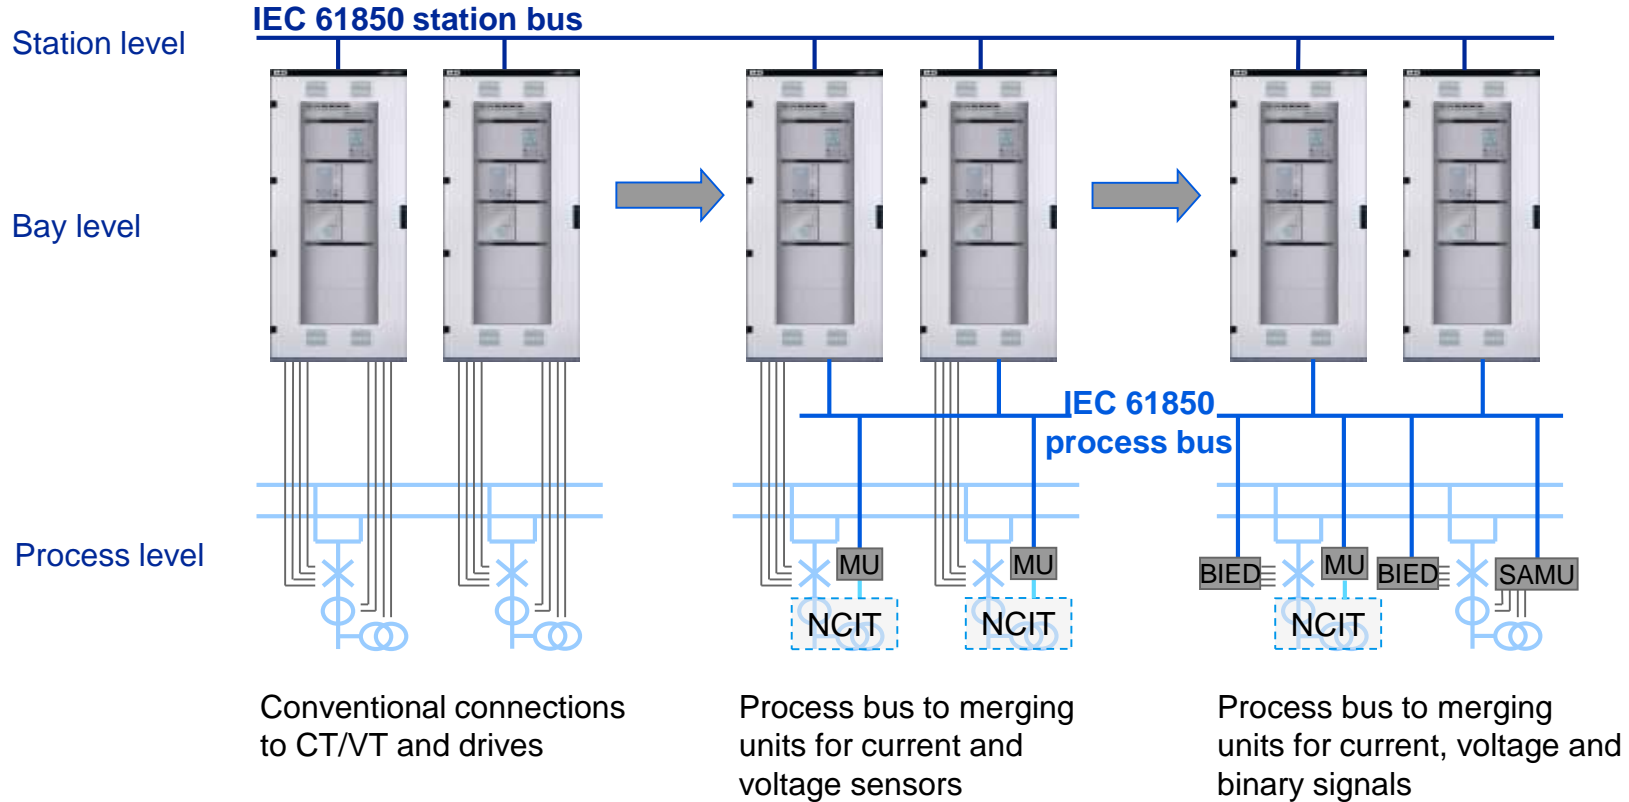 IEC 61850 station bus
Station level
Bay level
IEC 61850
process bus
Process level
MU
NCIT
MU
NCIT
BIED
MU
NCIT
BIED
SAMU
Conventional connections
to CT/VT and drives
Process bus to merging
units for current and
voltage sensors
Process bus to merging
units for current, voltage and
binary signals